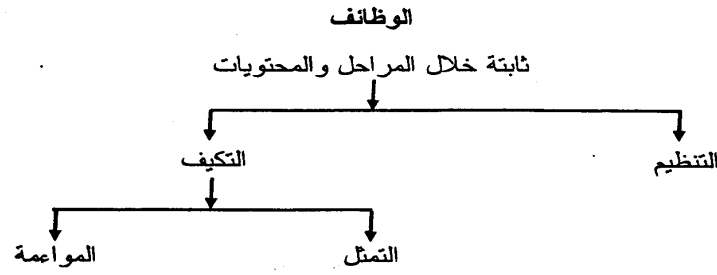 الوظائف
ثابتة خلال المراحل والمحتويات
التنظيم
التكيف
التمثل
المواءمة